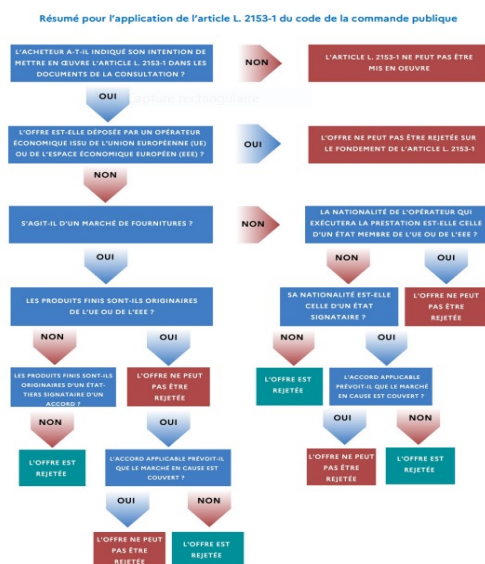 Résumé pour l'application de l'article L. 2153-1 du code de la commande publique
L'ACHETEUR A-T-IL INDIQUÉ SON INTENTION DE
METTRE EN ŒUVRE L'ARTICLE L. 2153-1 DANS LES
DOCUMENTS DE LA CONSULTATION ?
NON
L'ARTICLE L. 2153-1 NE PEUT PAS ÊTRE
MIS EN OEUVRE
OUI
rectangulaire
L'OFFRE EST-ELLE DÉPOSÉE PAR UN OPÉRATEUR
ÉCONOMIQUE ISSU DE L'UNION EUROPÉENNE (UE)
OU DE L'ESPACE ÉCONOMIQUE EUROPÉEN (EEE) ?
OUI
L'OFFRE NE PEUT PAS ÊTRE REJETÉE SUR
LE FONDEMENT DE L'ARTICLE L. 2153-1
NON
S'AGIT-IL D'UN MARCHÉ DE FOURNITURES ?
NON
LA NATIONALITÉ DE L'OPÉRATEUR QUI
EXÉCUTERA LA PRESTATION EST-ELLE CELLE
D'UN ÉTAT MEMBRE DE L'UE OU DE L'EEE ?
OUI
NON
OUI
LES PRODUITS FINIS SONT-ILS ORIGINAIRES
DE L'UE OU DE L'EEE ?
SA NATIONALITÉ EST-ELLE
CELLE D'UN ÉTAT
SIGNATAIRE ?
L'OFFRE NE PEUT
PAS ÊTRE
REJETÉE
NON
OUI
NON
OUI
LES PRODUITS FINIS SONT-ILS
ORIGINAIRES D'UN ÉTAT-
TIERS SIGNATAIRE D'UN
ACCORD ?
L'OFFRE NE PEUT
PAS ÊTRE
REJETÉE
L'OFFRE EST
REJETÉE
L'ACCORD APPLICABLE
PRÉVOIT-IL QUE LE MARCHÉ
EN CAUSE EST
COUVERT ?
NON
OUI
OUI
NON
L'OFFRE EST
REJETÉE
L'ACCORD APPLICABLE PRÉVOIT-IL
QUE LE MARCHÉ EN CAUSE EST
COUVERT ?
L'OFFRE NE PEUT
PAS ÊTRE
REJETÉE
L'OFFRE EST
REJETÉE
OUI
NON
L'OFFRE NE PEUT
PAS ÊTRE
REJETÉE
L'OFFRE EST
REJETÉE